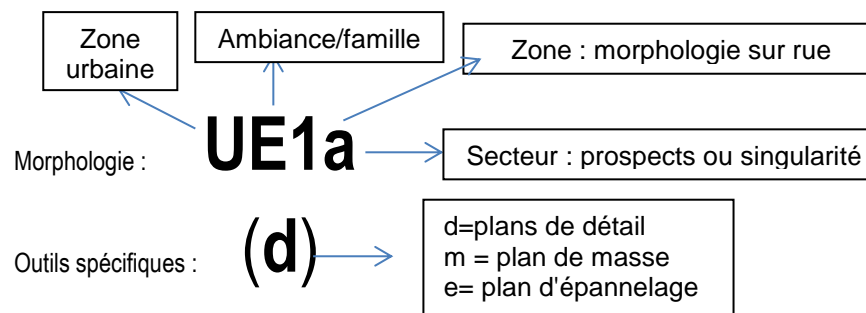 Zone
urbaine
Ambiance/famille
Zone : morphologie sur rue
Morphologie :
UE1a
Secteur : prospects ou singularité
Outils spécifiques :
(d)
d=plans de détail
m = plan de masse
e= plan d'épannelage